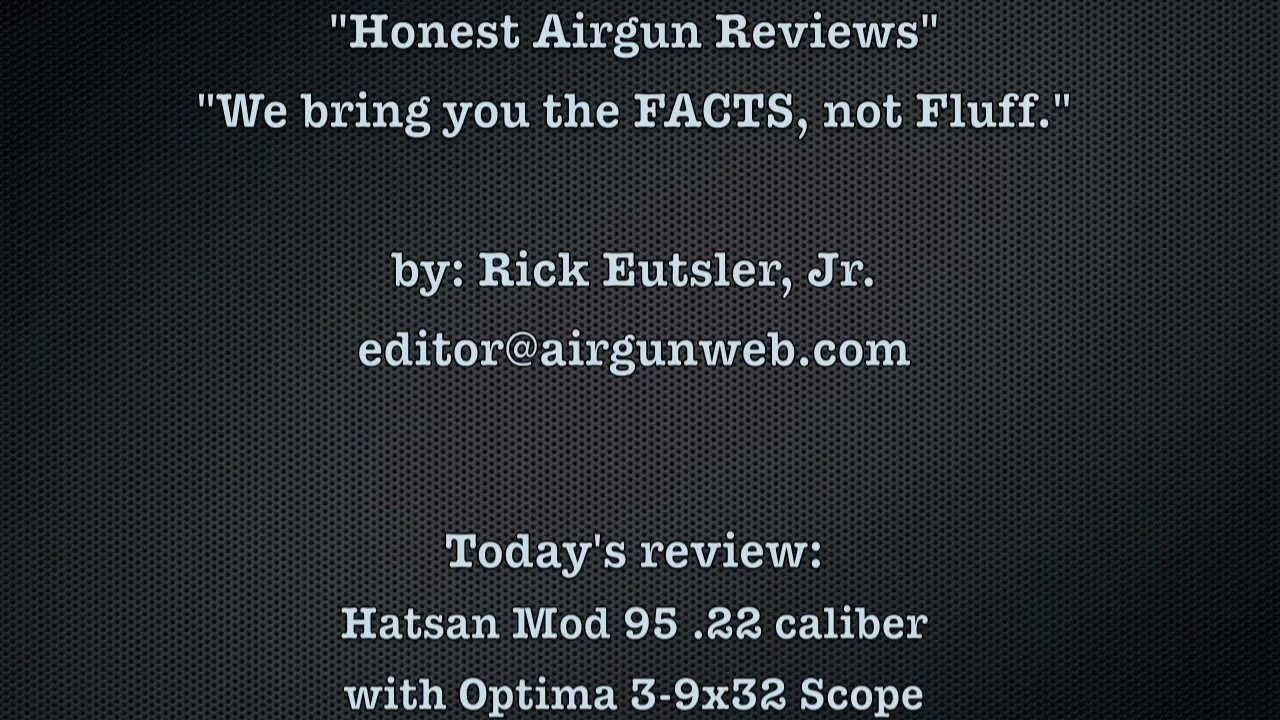 "Honest Airgun Reviews"
"We bring you the FACTS, not Fluff."
by: Rick Eutsler, Jr.
editor@airgunweb.com
Today's review:
Hatsan Mod 95 .22 caliber
with Optima 3-9x32 Scope